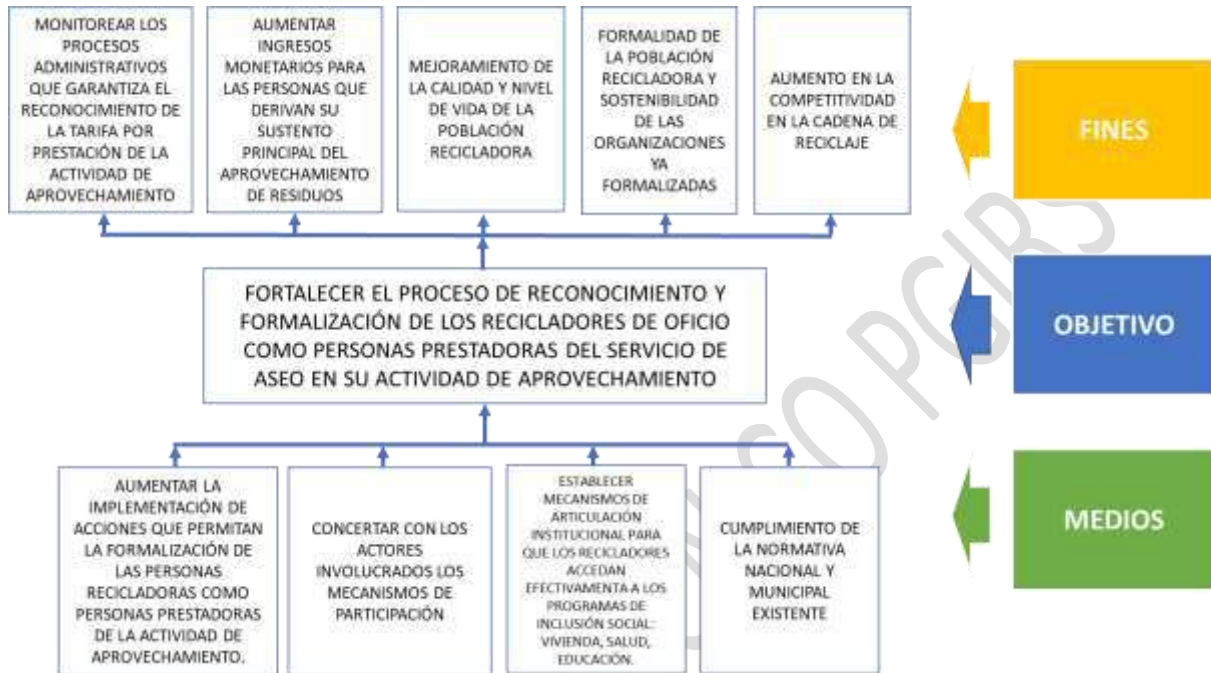 MONITOREAR LOS
PROCESOS
ADMINISTRATIVOS
QUE GARANTIZA EL
RECONOCIMIENTO DE
LA TARIFA POR
PRESTACIÓN DE LA
ACTIVIDAD DE
APROVECHAMIENTO
AUMENTAR
INGRESOS
MONETARIOS PARA
LAS PERSONAS QUE
DERIVAN SU
SUSTENTO
PRINCIPAL DEL
APROVECHAMIENTO
DE RESIDUOS
MEJORAMIENTO DE
LA CALIDAD Y NIVEL
DE VIDA DE LA
POBLACIÓN
RECICLADORA
FORMALIDAD DE
LA POBLACIÓN
RECICLADORA Y
SOSTENIBILIDAD
DE LAS
ORGANIZACIONES
YA
FORMALIZADAS
AUMENTO EN LA
COMPETITIVIDAD
EN LA CADENA DE
RECICLAJE
FINES
FORTALECER EL PROCESO DE RECONOCIMIENTO Y
FORMALIZACIÓN DE LOS RECICLADORES DE OFICIO
COMO PERSONAS PRESTADORAS DEL SERVICIO DE
ASEO EN SU ACTIVIDAD DE APROVECHAMIENTO
OBJETIVO
AUMENTAR LA
IMPLEMENTACIÓN DE
ACCIONES QUE PERMITAN
LA FORMALIZACIÓN DE
LAS PERSONAS
RECICLADORAS COMO
PERSONAS PRESTADORAS
DE LA ACTIVIDAD DE
APROVECHAMIENTO.
CONCERTAR CON LOS
ACTORES
INVOLUCRADOS LOS
MECANISMOS DE
PARTICIPACIÓN
ESTABLECER
MECANISMOS DE
ARTICULACIÓN
INSTITUCIONAL PARA
QUE LOS RECICLADORES
ACCEDAN
EFECTIVAMENTA A LOS
PROGRAMAS DE
INCLUSIÓN SOCIAL:
VIVIENDA, SALUD,
EDUCACIÓN.
CUMPLIMIENTO DE
LA NORMATIVA
NACIONAL Y
MUNICIPAL
EXISTENTE
MEDIOS
PGIRS